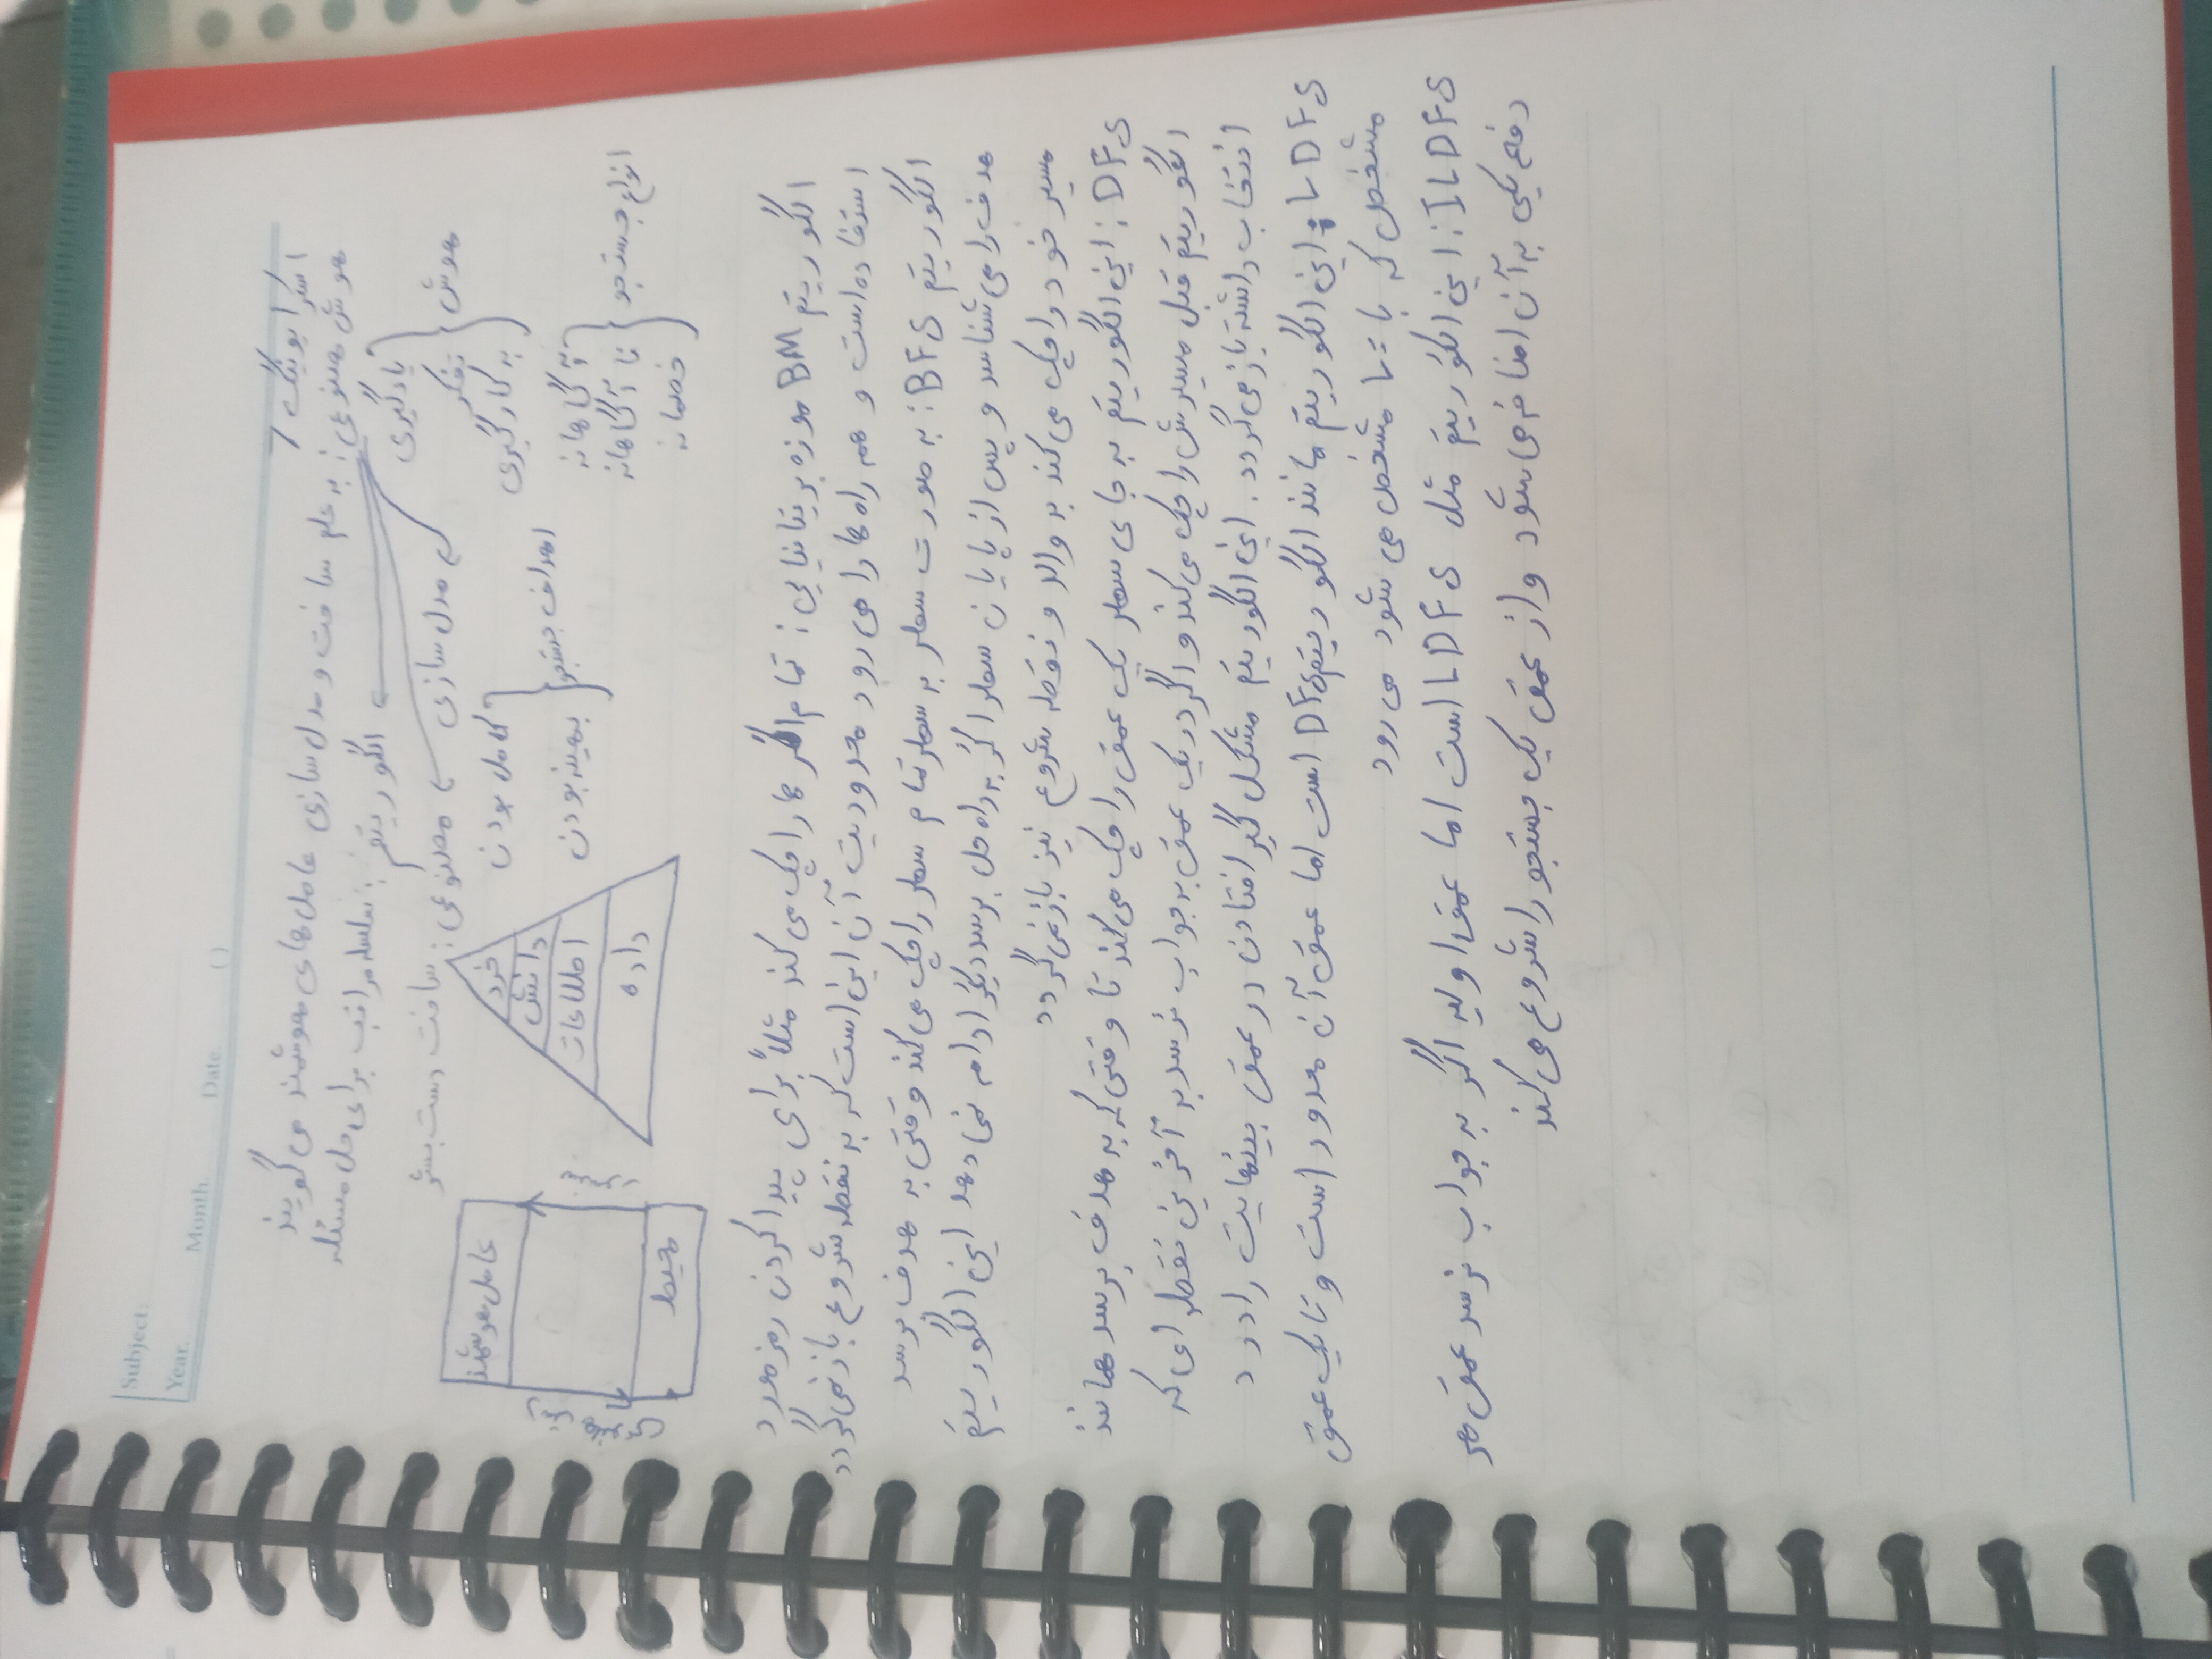 Subject:
Year. Month. Date. ( )
اسکرایوینگ 7
هوش مصنوعی: به علم ساخت و مدل سازی عامل های هوشمند می گویند
الگوریتم: سلسله مراتب برای حل مسئله
مدل سازی
مصنوعی: ساخت دست بشر
هوش
یادگیری
تفکر
به کارگیری
اهداف جستجو
کامل بودن
بهینه بودن
انواع جستجو
آگاهانه
نا آگاهانه
خصمانه
خرد
دانش
اطلاعات
داده
عامل هوشمند
سنسور
محیط
الگوریتم BM موزه بریتانیایی: تمام اگر ها را چک می کند مثلاً برای پیدا کردن رمز مورد
استفاده است و همه راه ها را می رود محدودیت آن این است که به نقطه شروع باز نمی گردد
الگوریتم BFS: به صورت سطر به سطر تمام سطر را چک می کند وقتی به هدف برسد
هدف را می شناسد و پس از پایان سطر اگر به راه حل برسد دیگر ادامه نمی دهد این الگوریتم
مسیر خود را چک می کند به والد و نقطه شروع نیز باز نمی گردد
DFS: این الگوریتم به جای سطر یک عمق را چک می کند تا وقتی که به هدف برسد همانند
الگوریتم قبل مسیرش را چک می کند و اگر در یک عمق به جواب نرسد به آخرین نقطه ای که
انتخاب داشته باز می گردد. این الگوریتم مشکل گیر افتادن در عمق بینهایت را دارد
LDFS: این الگوریتم مانند الگوریتم DFS است اما عمق آن محدود است و تا یک عمق
مشخص که با L= مشخص می شود می رود
ILDFS: این الگوریتم مثل LDFS است اما عمق اولیه اگر به جواب نرسد عمق هر
دفعه یکی به آن اضافه می شود و از عمق یک جستجو را شروع می کند